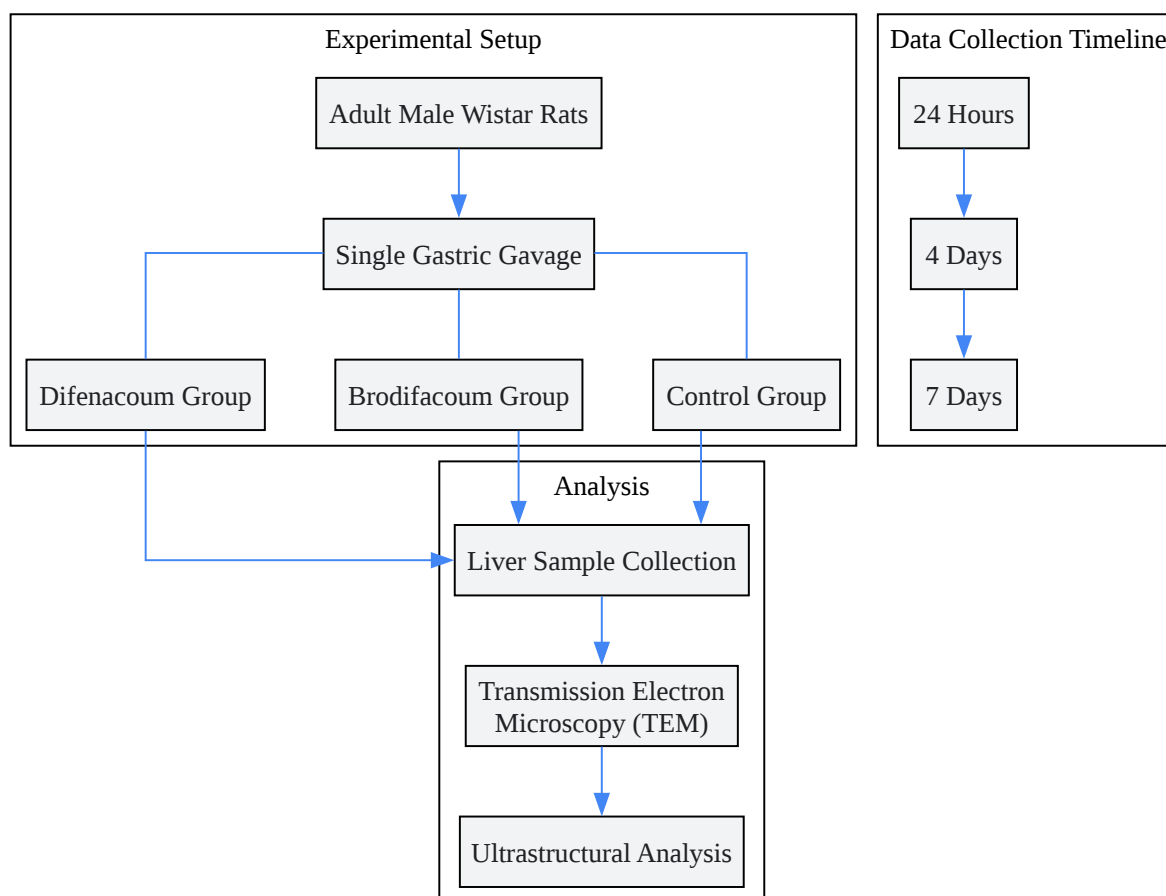 Experimental Setup
Adult Male Wistar Rats
Single Gastric Gavage
Difenacoum Group
Brodifacoum Group
Control Group
Data Collection Timeline
24 Hours
4 Days
7 Days
Analysis
Liver Sample Collection
Transmission Electron
Microscopy (TEM)
Ultrastructural Analysis